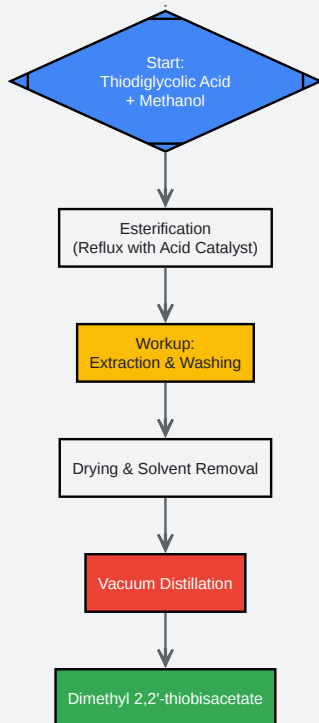 Start:
Thiodiglycolic Acid
+ Methanol
Esterification
(Reflux with Acid Catalyst)
Workup:
Extraction & Washing
Drying & Solvent Removal
Vacuum Distillation
Dimethyl 2,2'-thiobisacetate